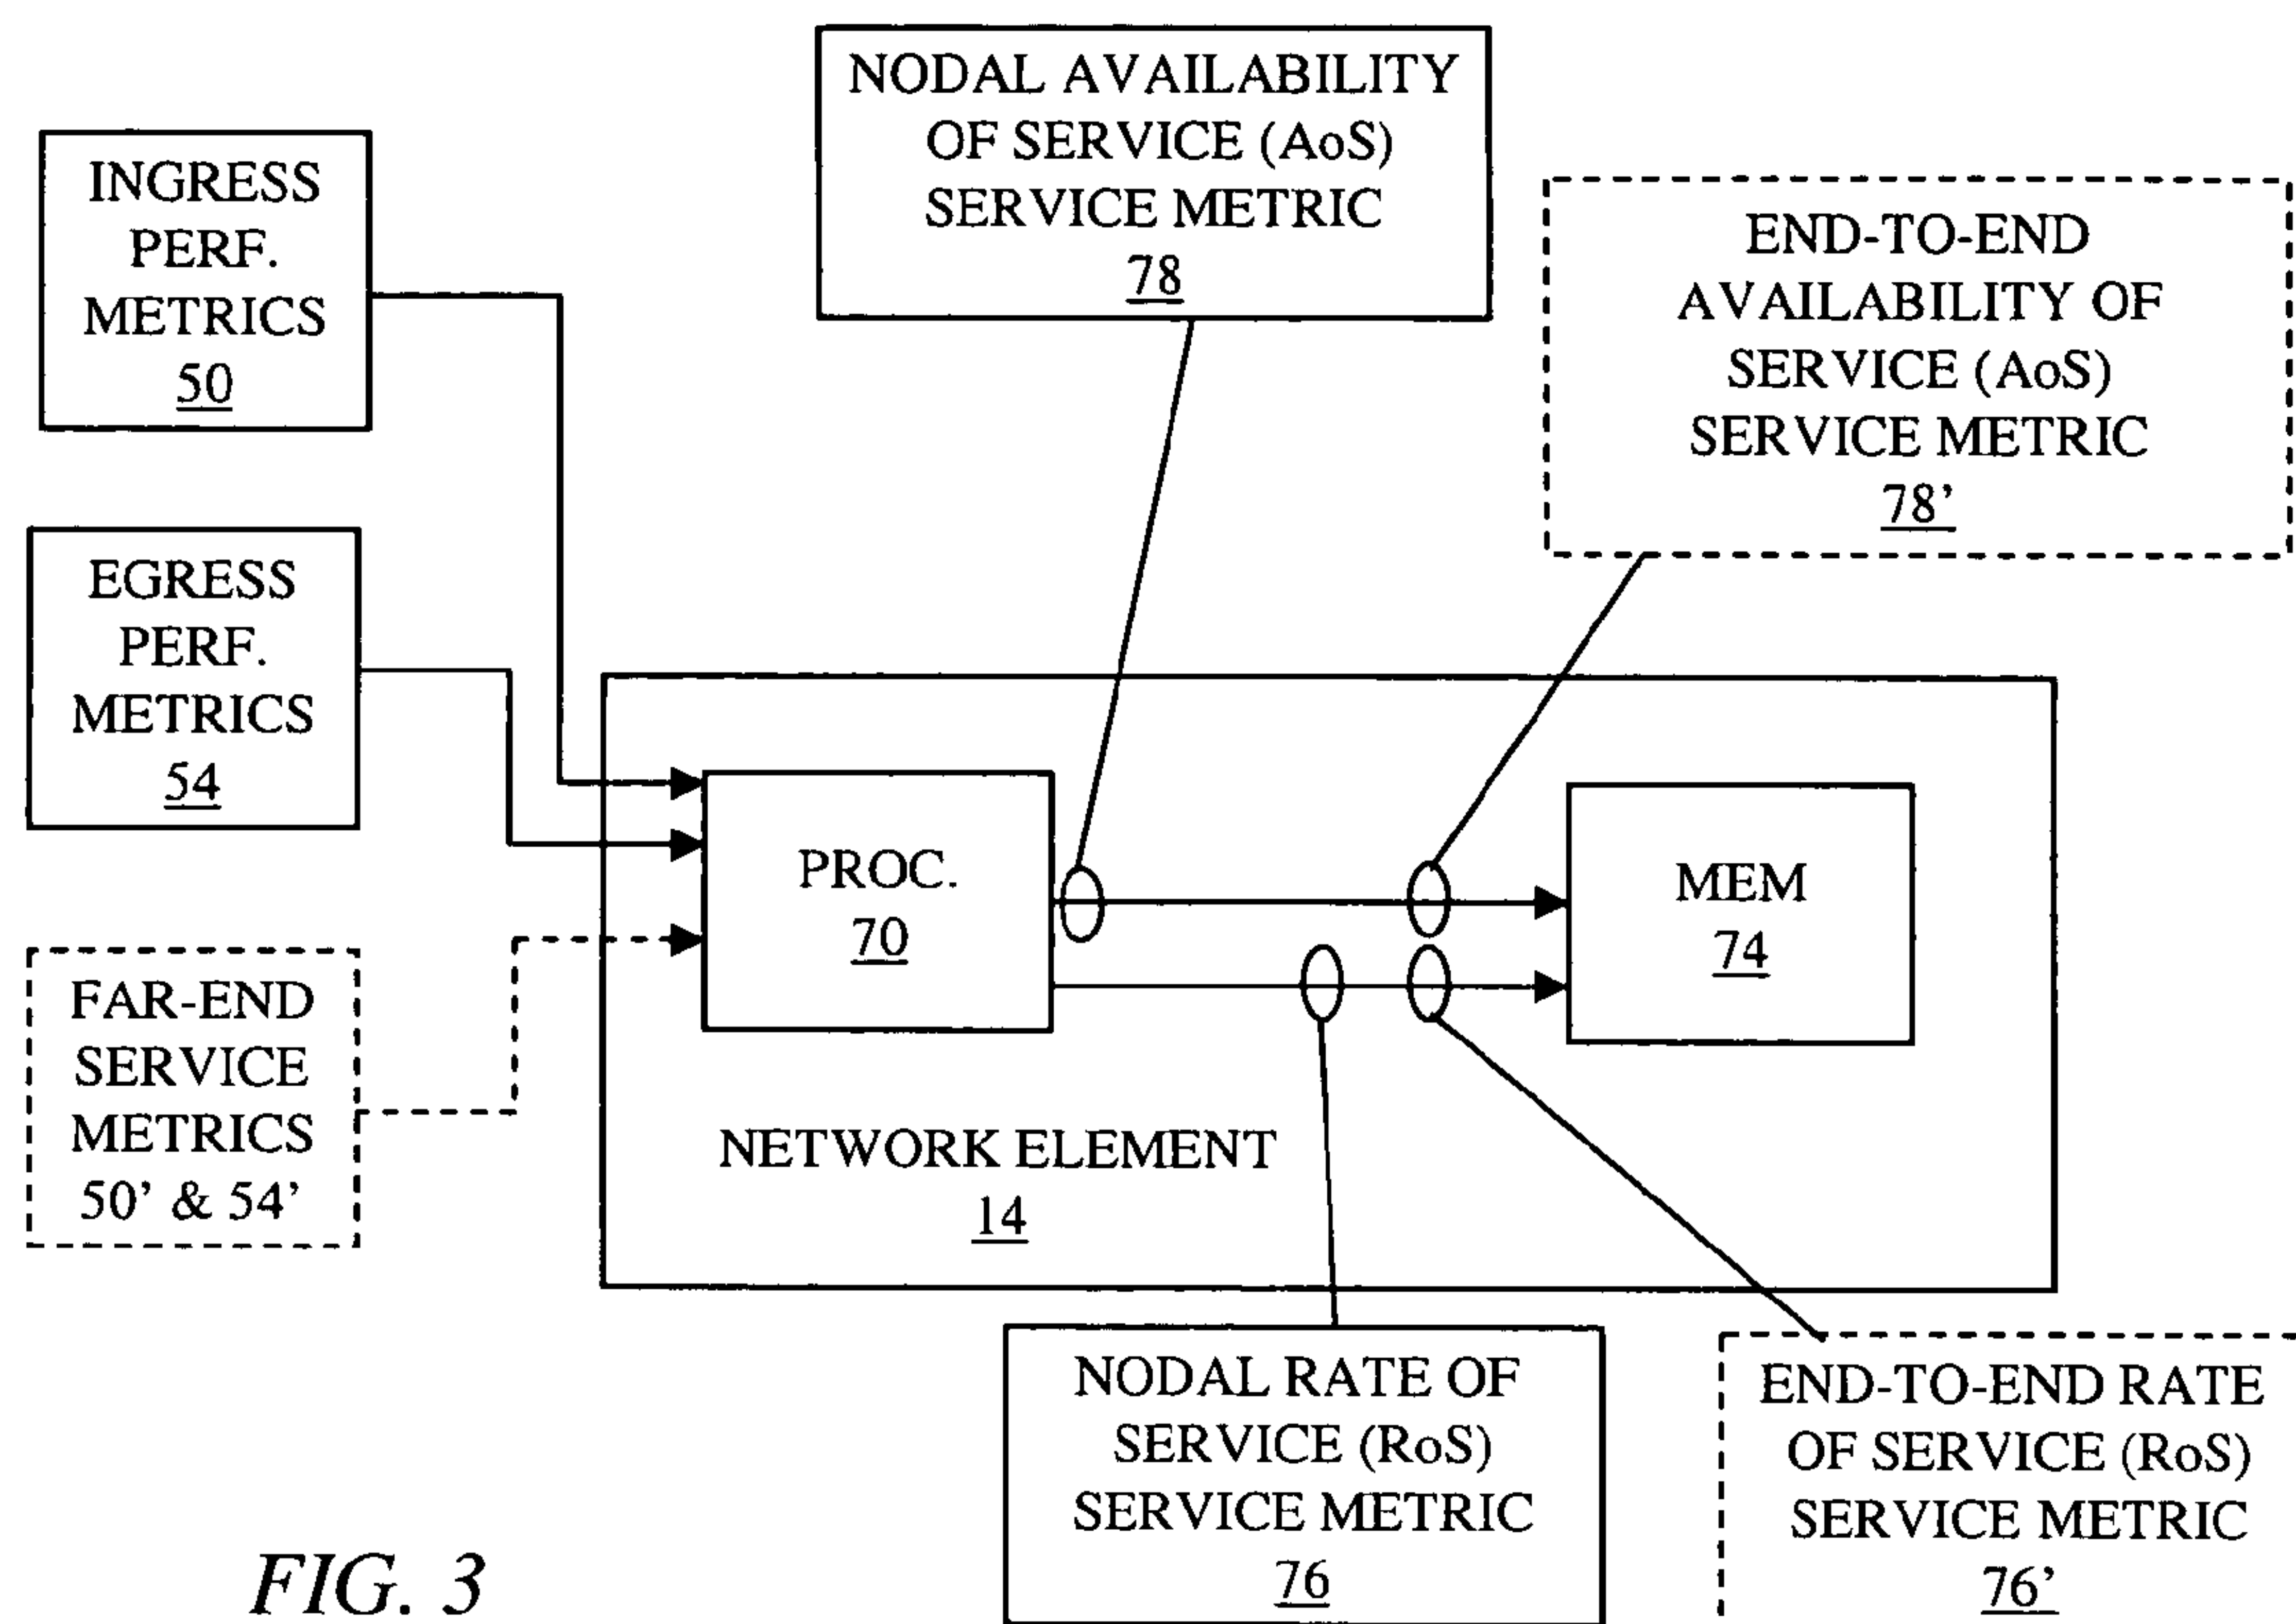 NODAL AVAILABILITY
OF SERVICE (AoS)
SERVICE METRIC
78
INGRESS
PERF.
METRICS
50
END-TO-END
AVAILABILITY OF
SERVICE (AoS)
SERVICE METRIC
78’
EGRESS
PERF.
METRICS
54
PROC.
70
MEM
74
FAR-END
SERVICE
METRICS
50’ & 54’
NETWORK ELEMENT
14
NODAL RATE OF
SERVICE (RoS)
SERVICE METRIC
76
END-TO-END RATE
OF SERVICE (RoS)
SERVICE METRIC
76’
FIG. 3